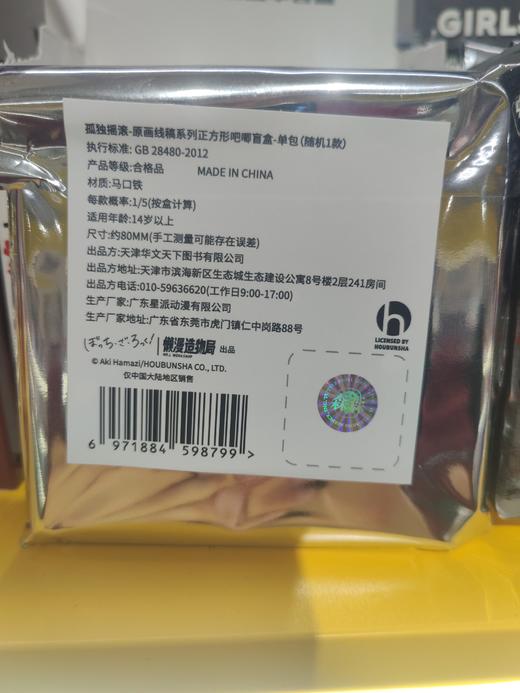 GIRLS
孤独摇滚-原画线稿系列正方形吧唧盲盒-单包(随机1款)
执行标准: GB 28480-2012
产品等级:合格品 MADE IN CHINA
材质:马口铁
每款概率:1/5(按盒计算)
适用年龄:14岁以上
尺寸:约80MM(手工测量可能存在误差)
出品方:天津华文天下图书有限公司
出品方地址:天津市滨海新区生态城生态建设公寓8号楼2层241房间
出品方电话:010-59636620(工作日9:00-17:00)
生产厂家:广东星派动漫有限公司
生产厂家地址:广东省东莞市虎门镇仁中岗路88号
h
LICENSED BY
HOUBUNSHA
ぼっち・ざ・ろっく! 懒漫造物局 出品
© Aki Hamazi/HOUBUNSHA CO., LTD.
仅中国大陆地区销售
6 971884 598799 >